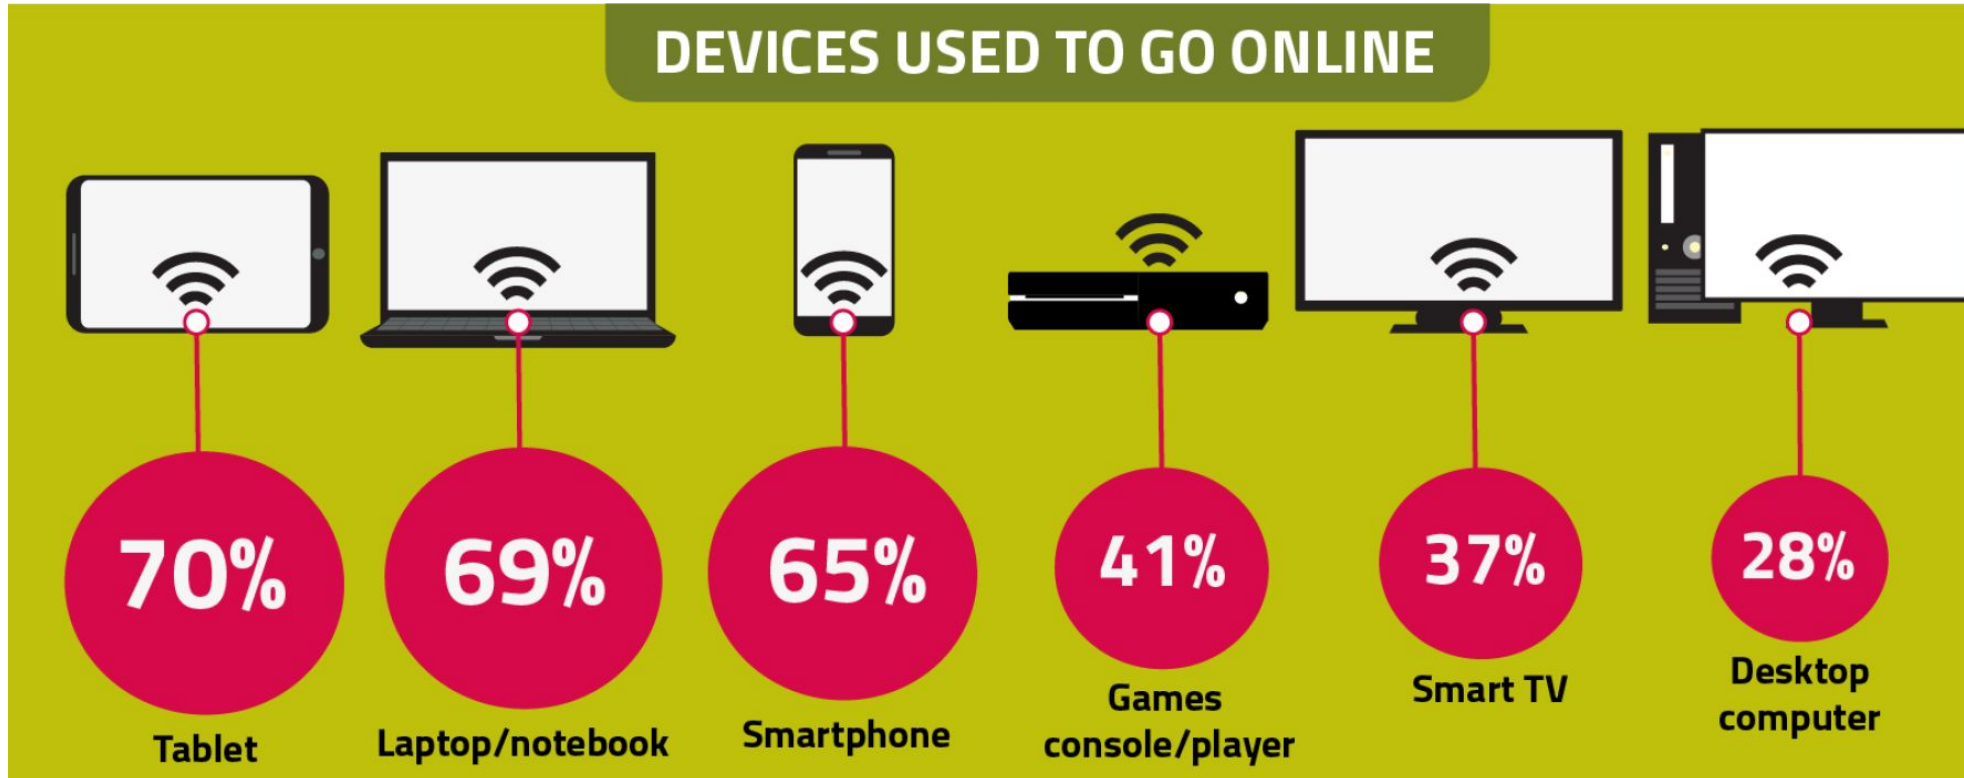 DEVICES USED TO GO ONLINE
70%
Tablet
69%
Laptop/notebook
65%
Smartphone
41%
Games
console/player
37%
Smart TV
28%
Desktop
computer